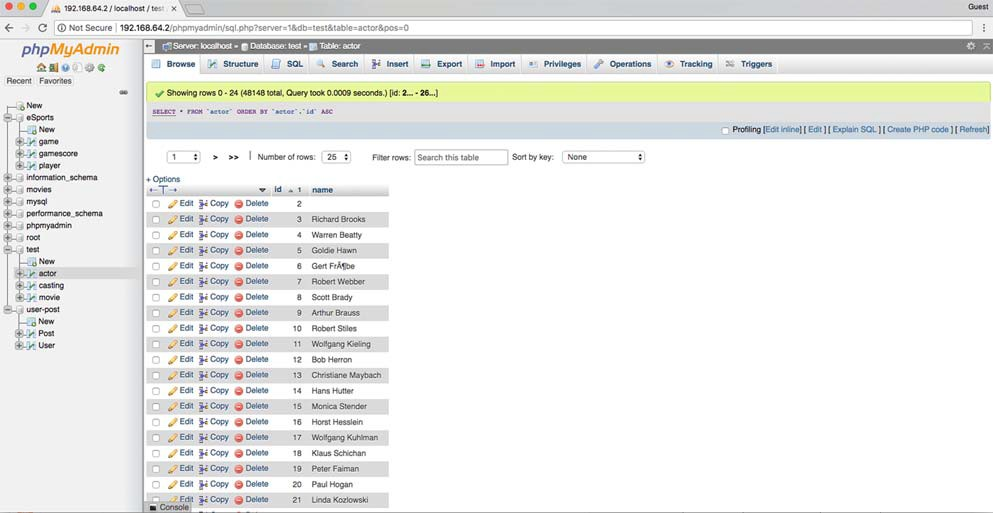 192.168.64.2 / localhost / test
Guest
Not Secure 192.168.64.2/phpmyadmin/sql.php?server=1&db=test&table=actor&pos=0
phpMyAdmin
Recent Favorites
New
eSports
New
game
gamescore
player
information_schema
movies
mysql
performance_schema
phpmyadmin
root
test
New
actor
casting
movie
user-post
New
Post
User
Server: localhost » Database: test » Table: actor
Browse Structure SQL Search Insert Export Import Privileges Operations Tracking Triggers
Showing rows 0 - 24 (48148 total, Query took 0.0009 seconds.) [id: 2... - 26...]
SELECT * FROM `actor` ORDER BY `actor`.`id` ASC
Profiling [Edit inline] [ Edit ] [ Explain SQL ] [ Create PHP code ] [ Refresh]
1 > >> | Number of rows: 25 Filter rows: Search this table Sort by key: None
+ Options
←T→ id 1 name
Edit Copy Delete 2
Edit Copy Delete 3 Richard Brooks
Edit Copy Delete 4 Warren Beatty
Edit Copy Delete 5 Goldie Hawn
Edit Copy Delete 6 Gert FrÃ¶be
Edit Copy Delete 7 Robert Webber
Edit Copy Delete 8 Scott Brady
Edit Copy Delete 9 Arthur Brauss
Edit Copy Delete 10 Robert Stiles
Edit Copy Delete 11 Wolfgang Kieling
Edit Copy Delete 12 Bob Herron
Edit Copy Delete 13 Christiane Maybach
Edit Copy Delete 14 Hans Hutter
Edit Copy Delete 15 Monica Stender
Edit Copy Delete 16 Horst Hesslein
Edit Copy Delete 17 Wolfgang Kuhlman
Edit Copy Delete 18 Klaus Schichan
Edit Copy Delete 19 Peter Faiman
Edit Copy Delete 20 Paul Hogan
Edit Copy Delete 21 Linda Kozlowski
Console